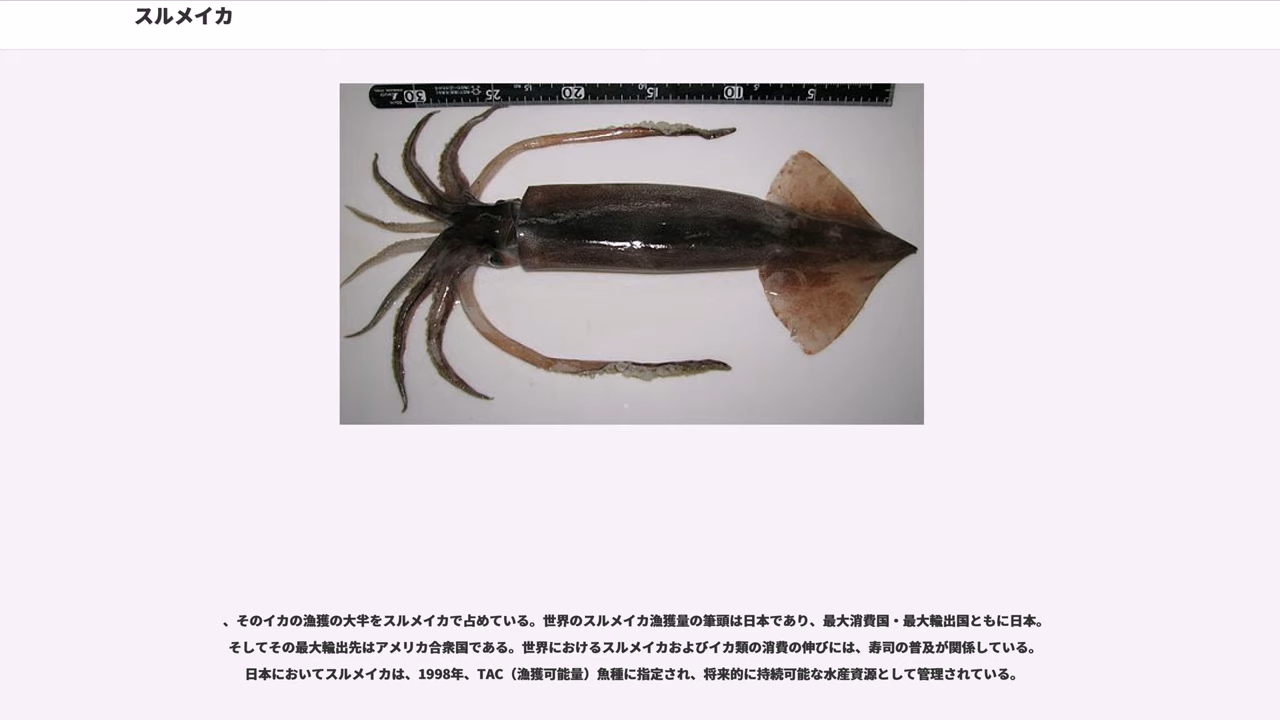 スルメイカ
30 25 20 15 10 5
、そのイカの漁獲の大半をスルメイカで占めている。世界のスルメイカ漁獲量の筆頭は日本であり、最大消費国・最大輸出国ともに日本。
そしてその最大輸出先はアメリカ合衆国である。世界におけるスルメイカおよびイカ類の消費の伸びには、寿司の普及が関係している。
日本においてスルメイカは、1998年、TAC（漁獲可能量）魚種に指定され、将来的に持続可能な水産資源として管理されている。